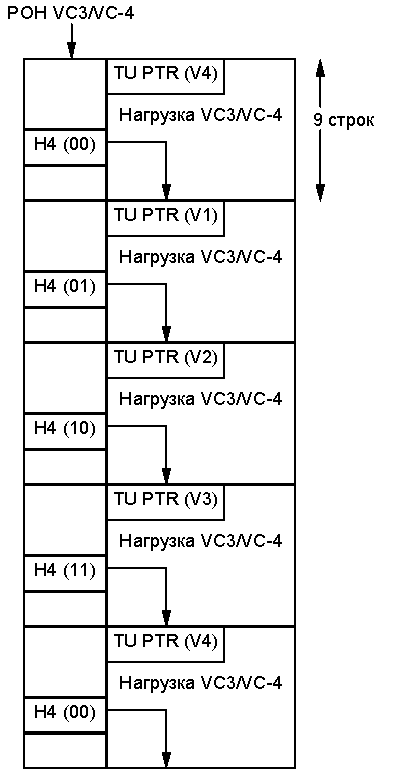 РОН VC3/VC-4
TU PTR (V4)
Нагрузка VC3/VC-4
9 строк
H4 (00)
TU PTR (V1)
Нагрузка VC3/VC-4
H4 (01)
TU PTR (V2)
Нагрузка VC3/VC-4
H4 (10)
TU PTR (V3)
Нагрузка VC3/VC-4
H4 (11)
TU PTR (V4)
Нагрузка VC3/VC-4
H4 (00)